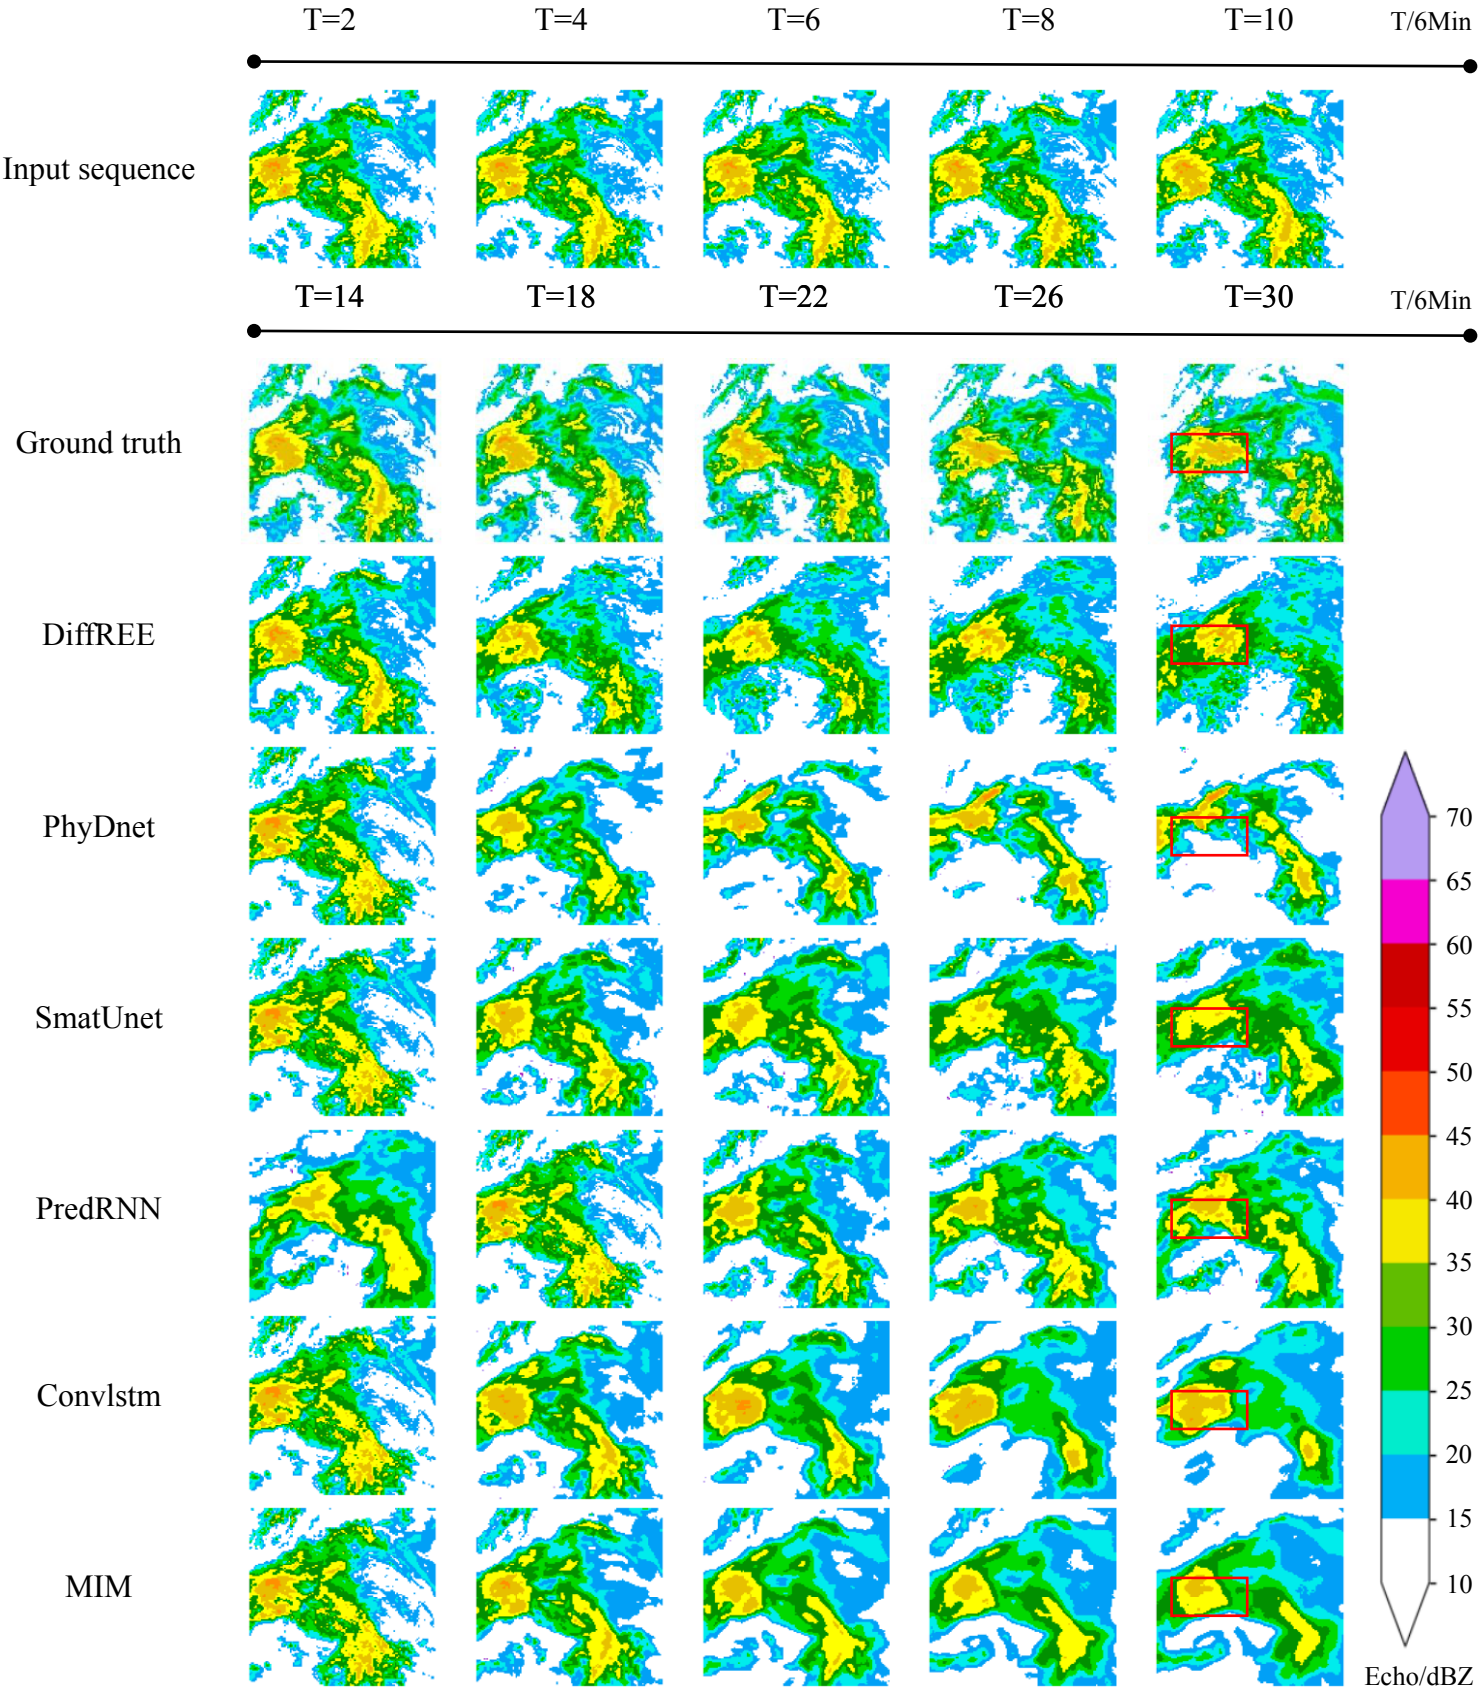 T=2 T=4 T=6 T=8 T=10 T/6Min
Input sequence
T=14 T=18 T=22 T=26 T=30 T/6Min
Ground truth
DiffREE
PhyDnet
SmatUnet
PredRNN
Convlstm
MIM
70
65
60
55
50
45
40
35
30
25
20
15
10
Echo/dBZ